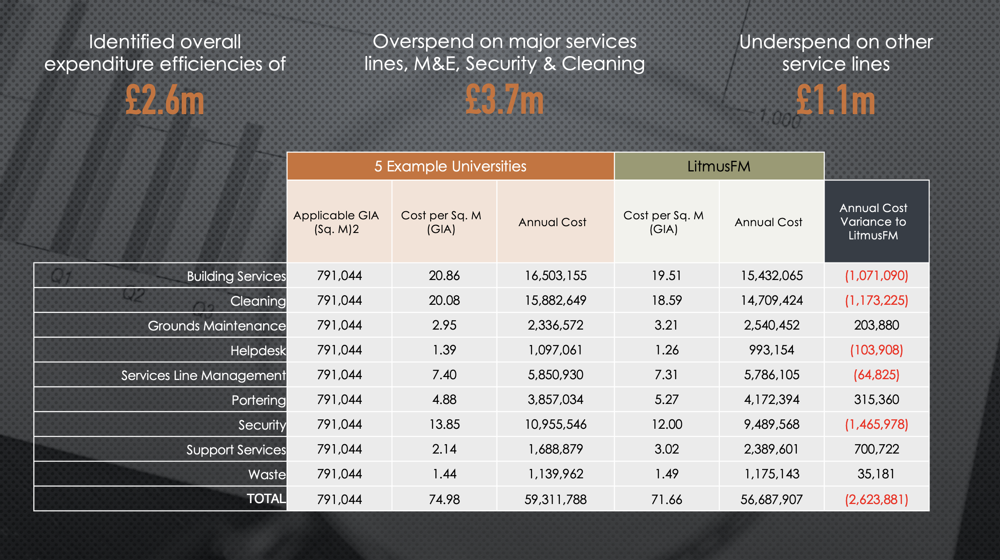 Identified overall
expenditure efficiencies of
£2.6m
Overspend on major services
lines, M&E, Security & Cleaning
£3.7m
Underspend on other
service lines
£1.1m
1.000
5 Example Universities LitmusFM
Applicable GIA
(Sq. M)2
Cost per Sq. M
(GIA)
Annual Cost
Cost per Sq. M
(GIA)
Annual Cost
Annual Cost
Variance to
LitmusFM
Building Services 791,044 20.86 16,503,155 19.51 15,432,065 (1,071,090)
Cleaning 791,044 20.08 15,882,649 18.59 14,709,424 (1,173,225)
Grounds Maintenance 791,044 2.95 2,336,572 3.21 2,540,452 203,880
Helpdesk 791,044 1.39 1,097,061 1.26 993,154 (103,908)
Services Line Management 791,044 7.40 5,850,930 7.31 5,786,105 (64,825)
Portering 791,044 4.88 3,857,034 5.27 4,172,394 315,360
Security 791,044 13.85 10,955,546 12.00 9,489,568 (1,465,978)
Support Services 791,044 2.14 1,688,879 3.02 2,389,601 700,722
Waste 791,044 1.44 1,139,962 1.49 1,175,143 35,181
TOTAL 791,044 74.98 59,311,788 71.66 56,687,907 (2,623,881)
Q1
Q2
Q3